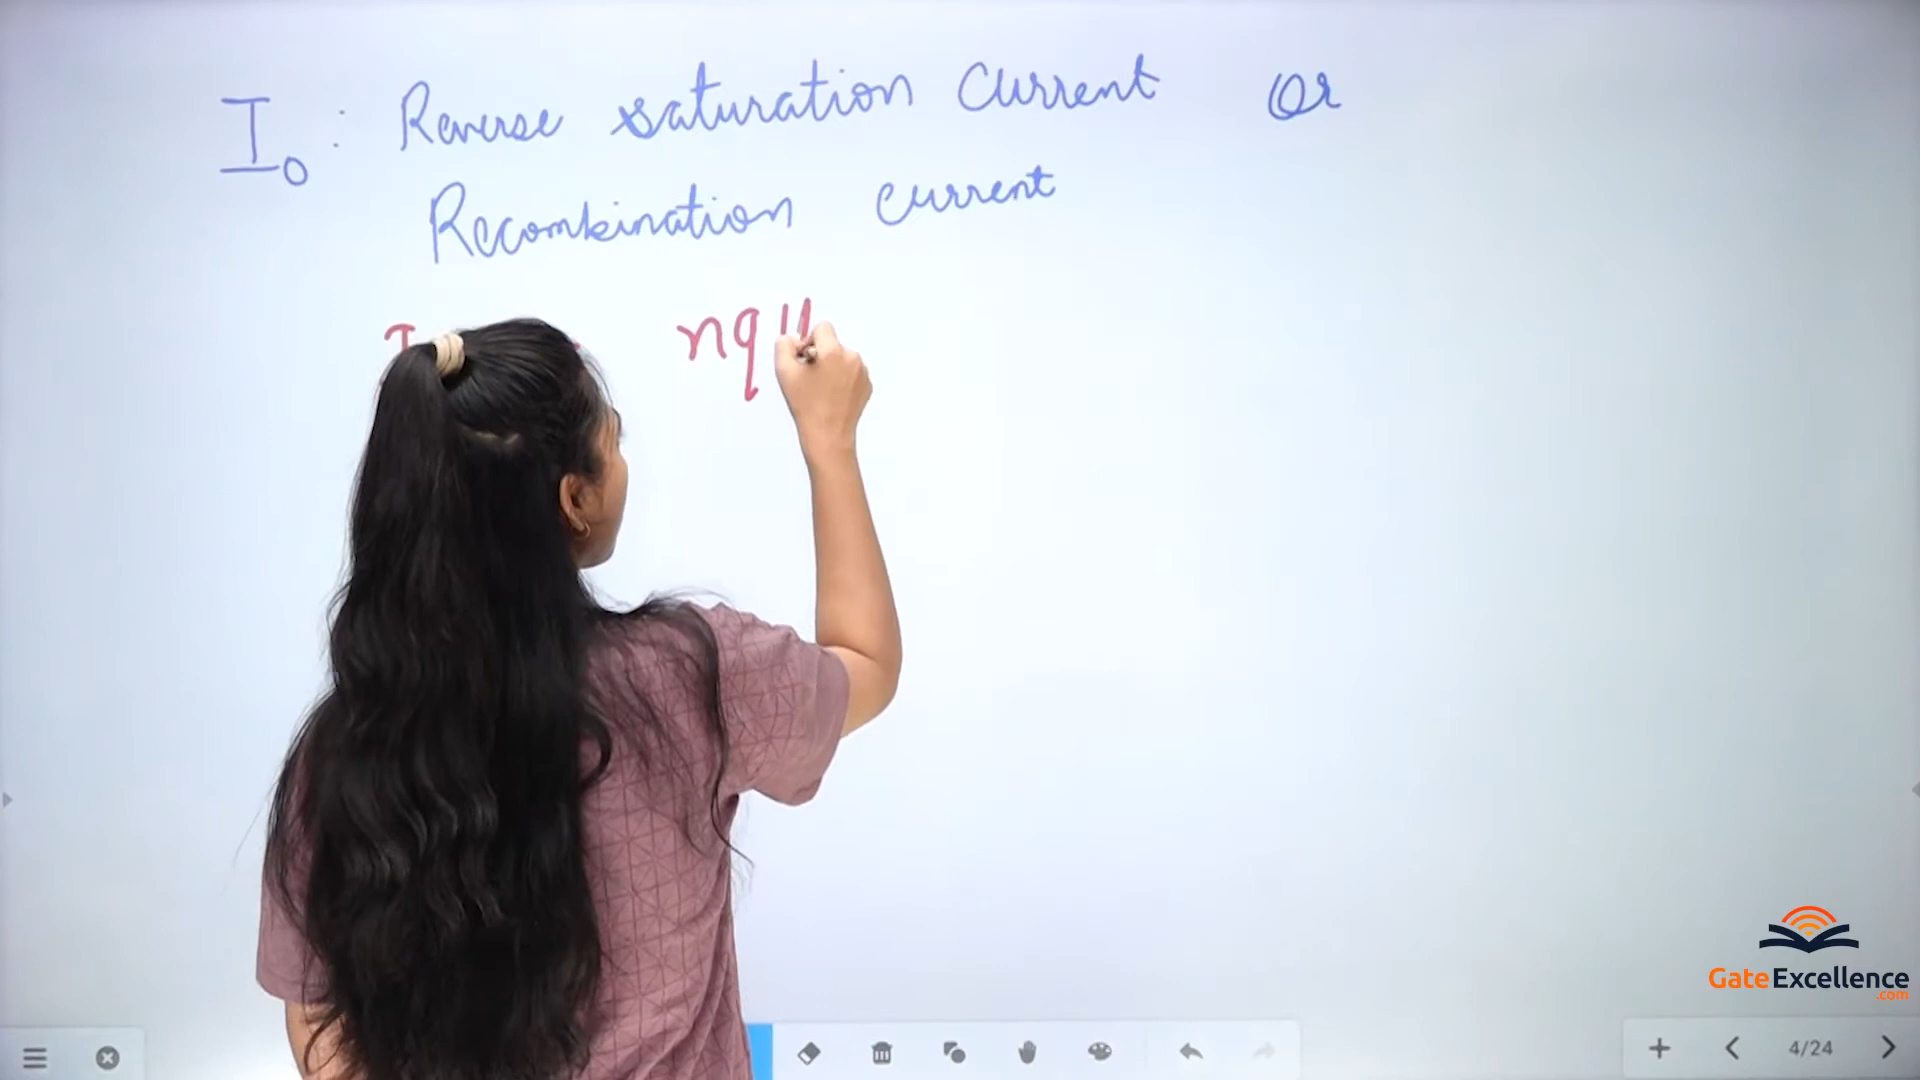 I₀ : Reverse saturation Current Or
Recombination current
I nq
GateExcellence
.com
4/24